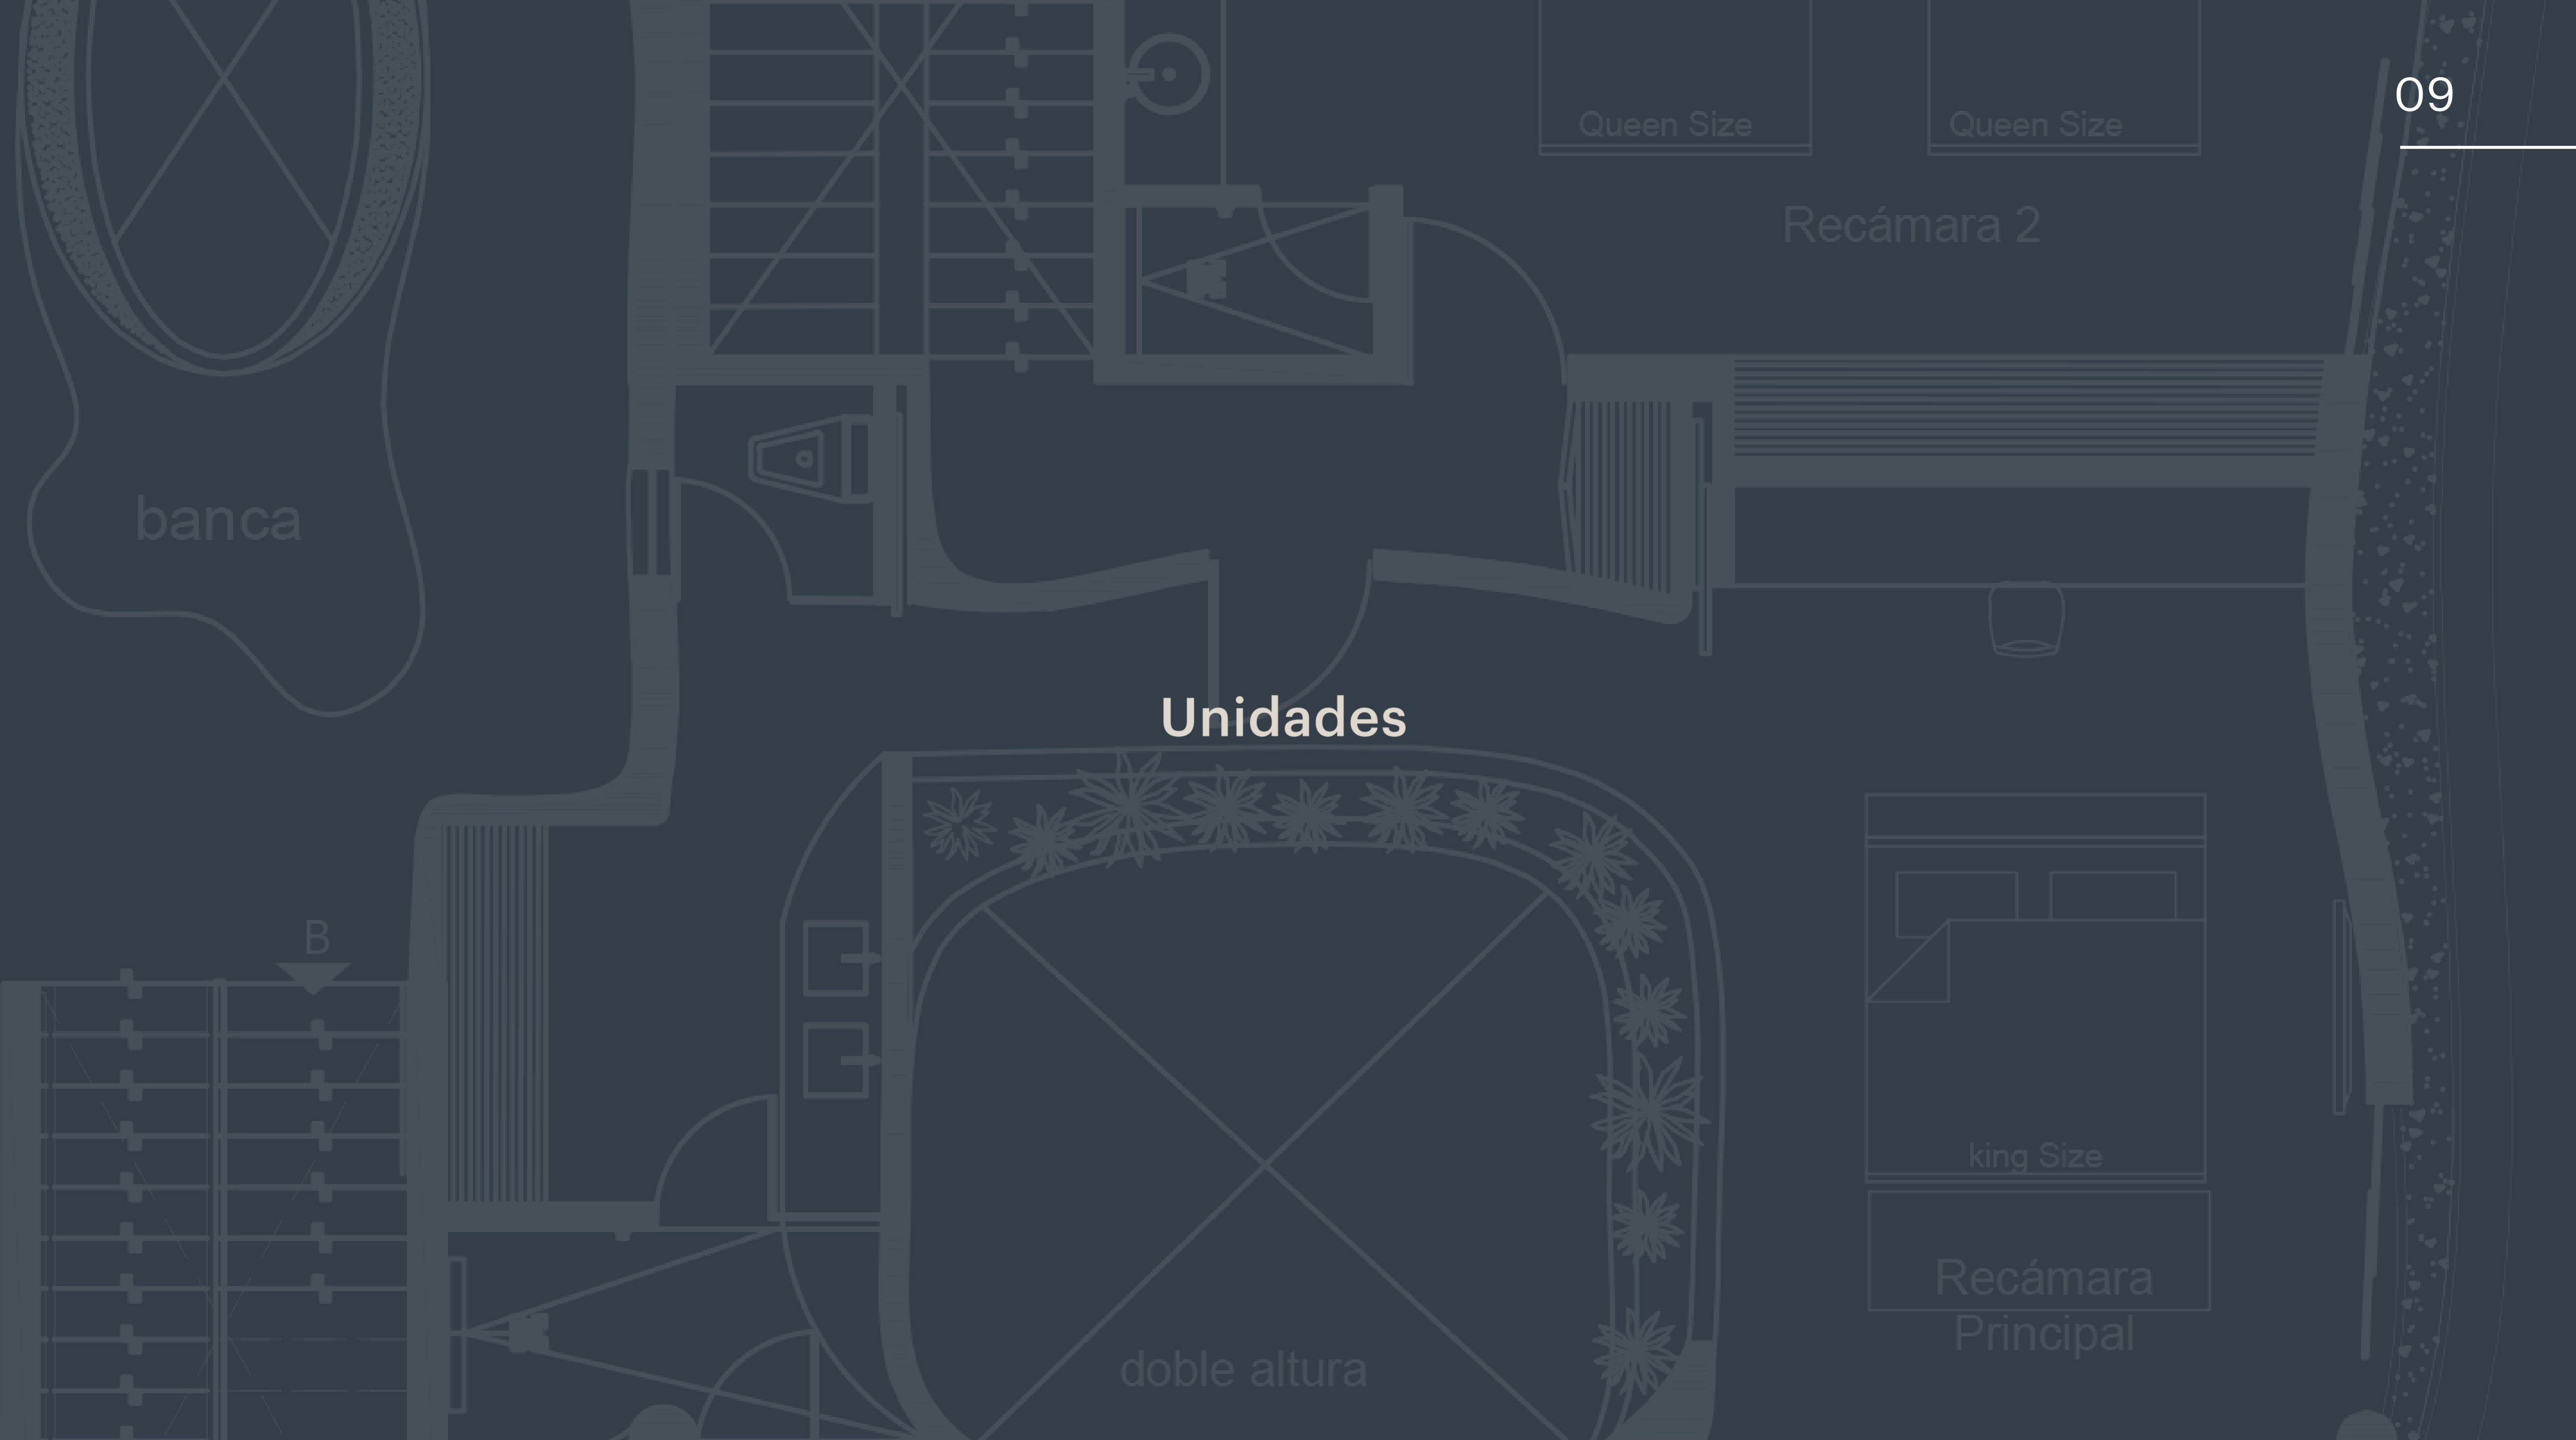 09
Queen Size
Queen Size
Recámara 2
banca
Unidades
B
king Size
Recámara
Principal
doble altura